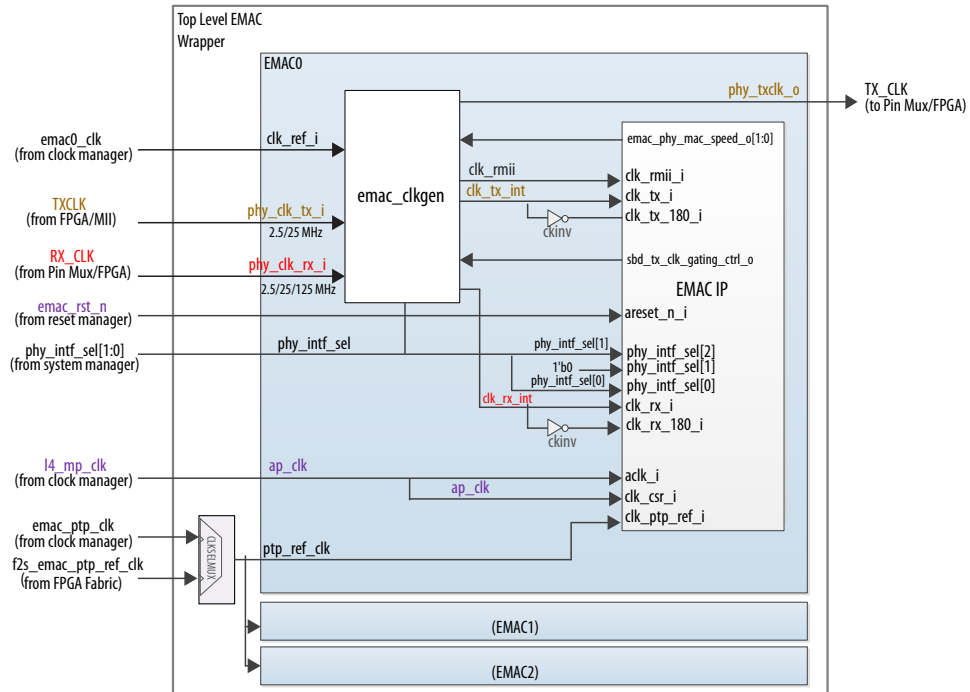 Top Level EMAC
Wrapper
EMAC0
phy_txclk_o
TX_CLK
(to Pin Mux/FPGA)
emac0_clk
(from clock manager)
clk_ref_i
emac_clkgen
emac_phy_mac_speed_o[1:0]
clk_rmii
clk_rmii_i
TXCLK
(from FPGA/MII)
phy_clk_tx_i
2.5/25 MHz
clk_tx_int
clk_tx_i
clk_tx_180_i
ckinv
RX_CLK
(from Pin Mux/FPGA)
phy_clk_rx_i
2.5/25/125 MHz
sbd_tx_clk_gating_ctrl_o
EMAC IP
emac_rst_n
(from reset manager)
areset_n_i
phy_intf_sel[1:0]
(from system manager)
phy_intf_sel
phy_intf_sel[1]
phy_intf_sel[2]
1'b0
phy_intf_sel[1]
phy_intf_sel[0]
phy_intf_sel[0]
clk_rx_int
clk_rx_i
clk_rx_180_i
ckinv
l4_mp_clk
(from clock manager)
ap_clk
aclk_i
ap_clk
clk_csr_i
emac_ptp_clk
(from clock manager)
clk_ptp_ref_i
CLKSELMUX
ptp_ref_clk
f2s_emac_ptp_ref_clk
(from FPGA Fabric)
(EMAC1)
(EMAC2)